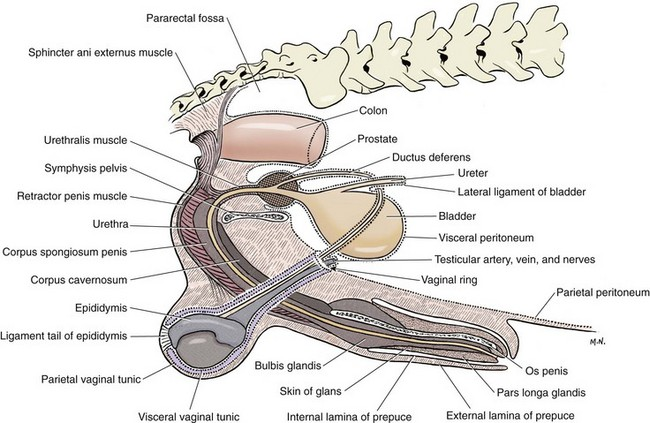 Pararectal fossa
Sphincter ani externus muscle
Colon
Urethralis muscle
Prostate
Ductus deferens
Symphysis pelvis
Ureter
Retractor penis muscle
Lateral ligament of bladder
Urethra
Bladder
Corpus spongiosum penis
Visceral peritoneum
Testicular artery, vein, and nerves
Corpus cavernosum
Vaginal ring
Parietal peritoneum
Epididymis
Ligament tail of epididymis
M.N.
Bulbis glandis
Os penis
Parietal vaginal tunic
Skin of glans
Pars longa glandis
Visceral vaginal tunic
Internal lamina of prepuce
External lamina of prepuce